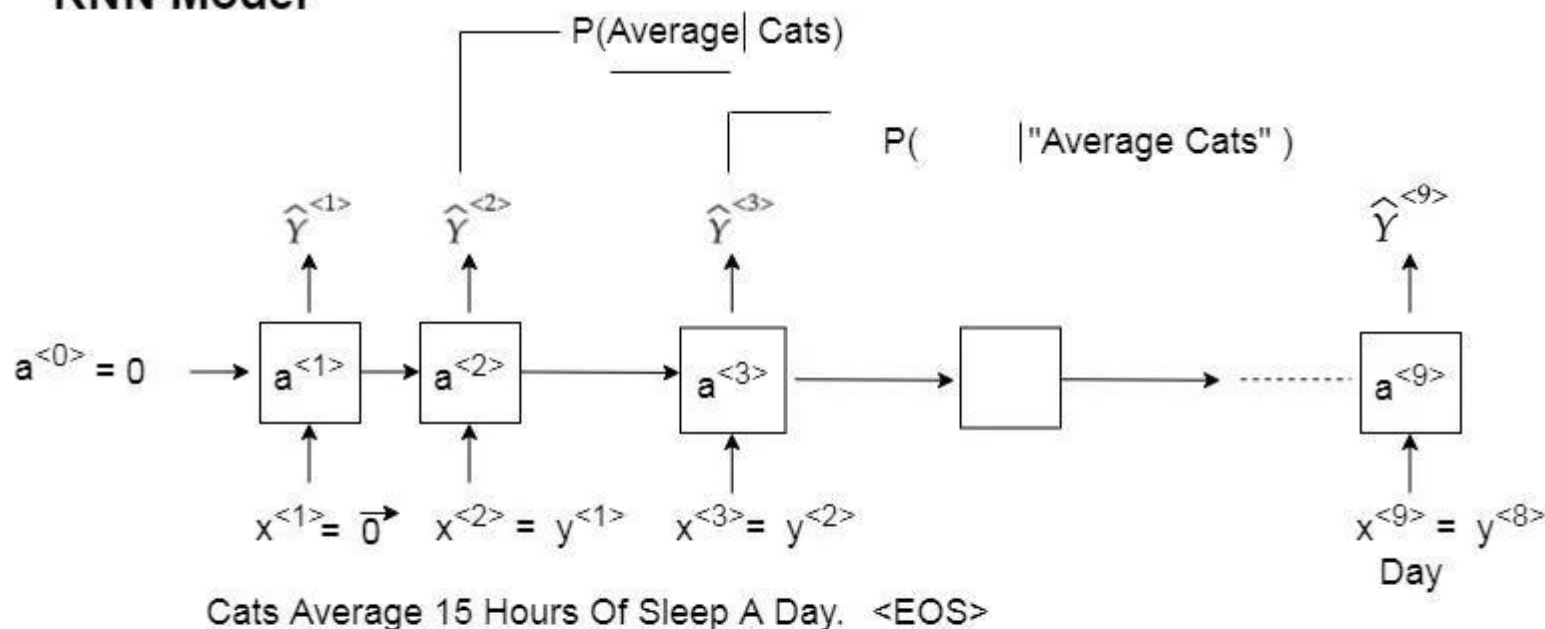 RNN Model
P(Average| Cats)
P( |"Average Cats" )
Ŷ<1> Ŷ<2> Ŷ<3> Ŷ<9>
a<0> = 0 a<1> a<2> a<3> a<9>
x<1>= 0⃗ x<2> = y<1> x<3>= y<2> x<9> = y<8>
Day
Cats Average 15 Hours Of Sleep A Day. <EOS>